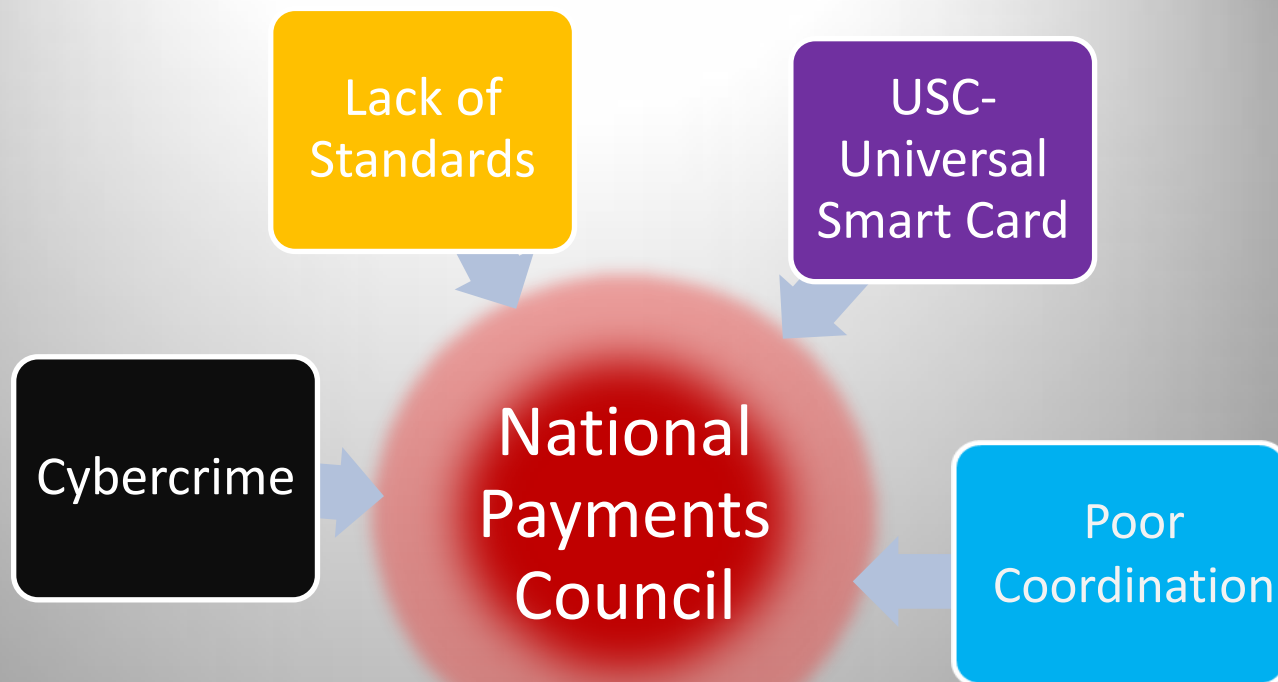 Lack of
Standards
USC-
Universal
Smart Card
Cybercrime
National
Payments
Council
Poor
Coordination